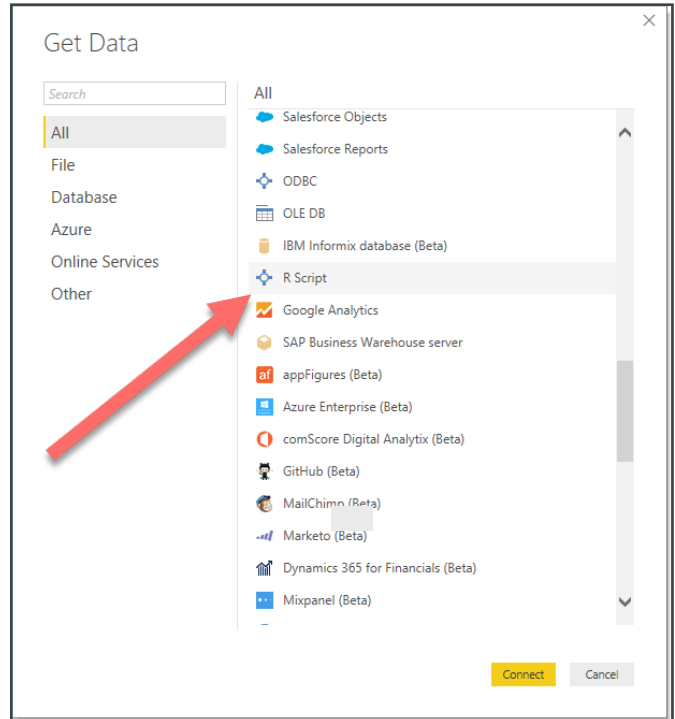 Get Data
Search
All
File
Database
Azure
Online Services
Other
All
Salesforce Objects
Salesforce Reports
ODBC
OLE DB
IBM Informix database (Beta)
R Script
Google Analytics
SAP Business Warehouse server
af appFigures (Beta)
Azure Enterprise (Beta)
comScore Digital Analytix (Beta)
GitHub (Beta)
MailChimp (Beta)
Marketo (Beta)
Dynamics 365 for Financials (Beta)
Mixpanel (Beta)
Connect Cancel